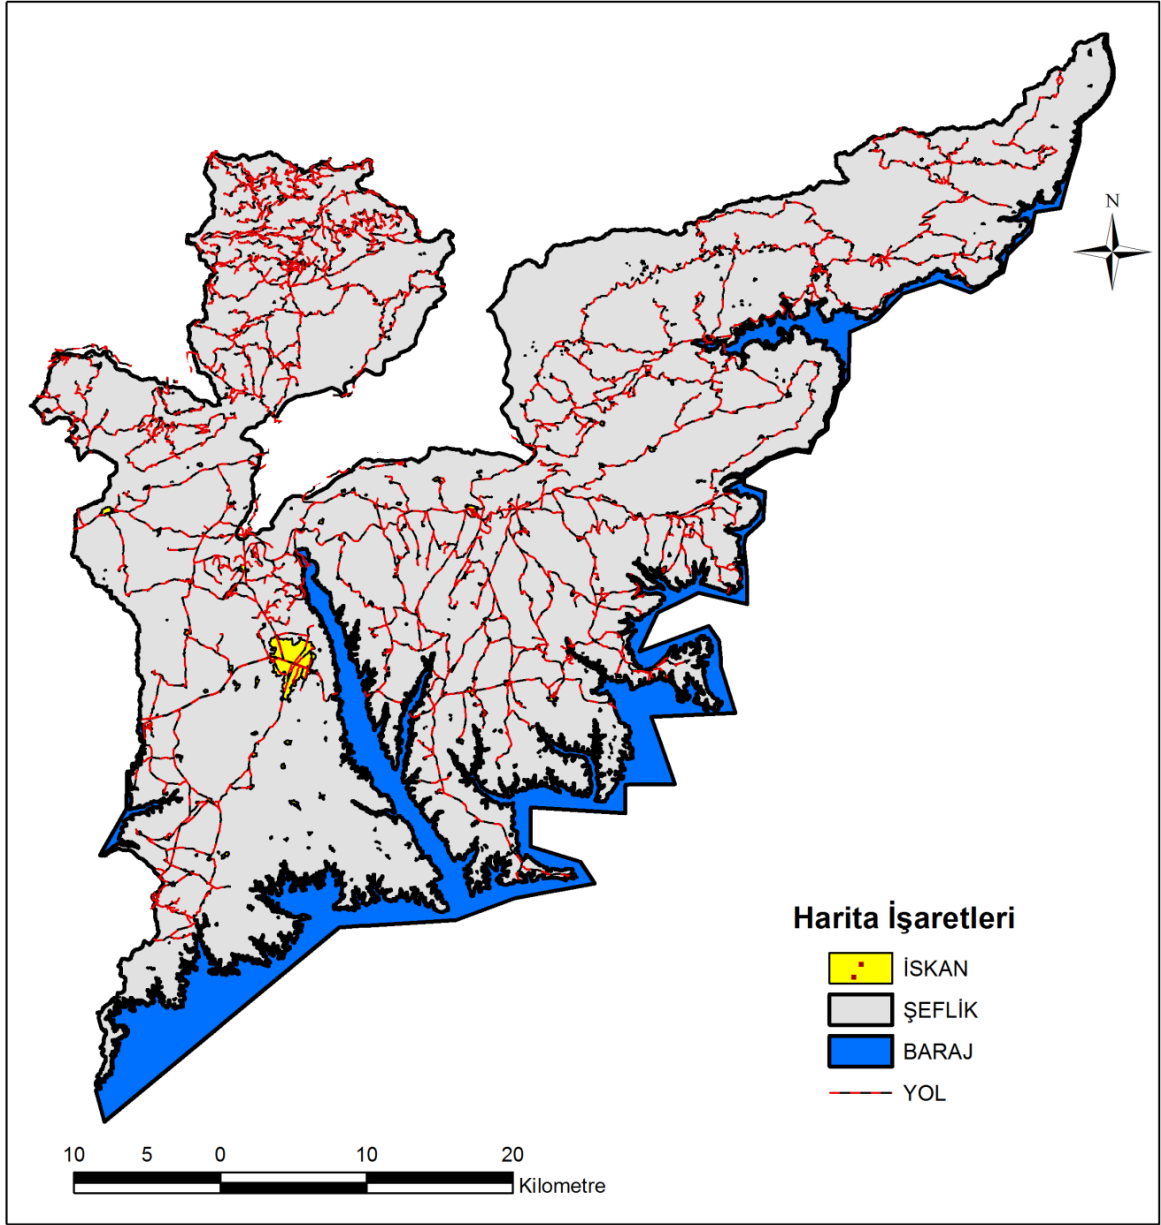 N
Harita İşaretleri
İSKAN
ŞEFLİK
BARAJ
YOL
10 5 0 10 20
Kilometre